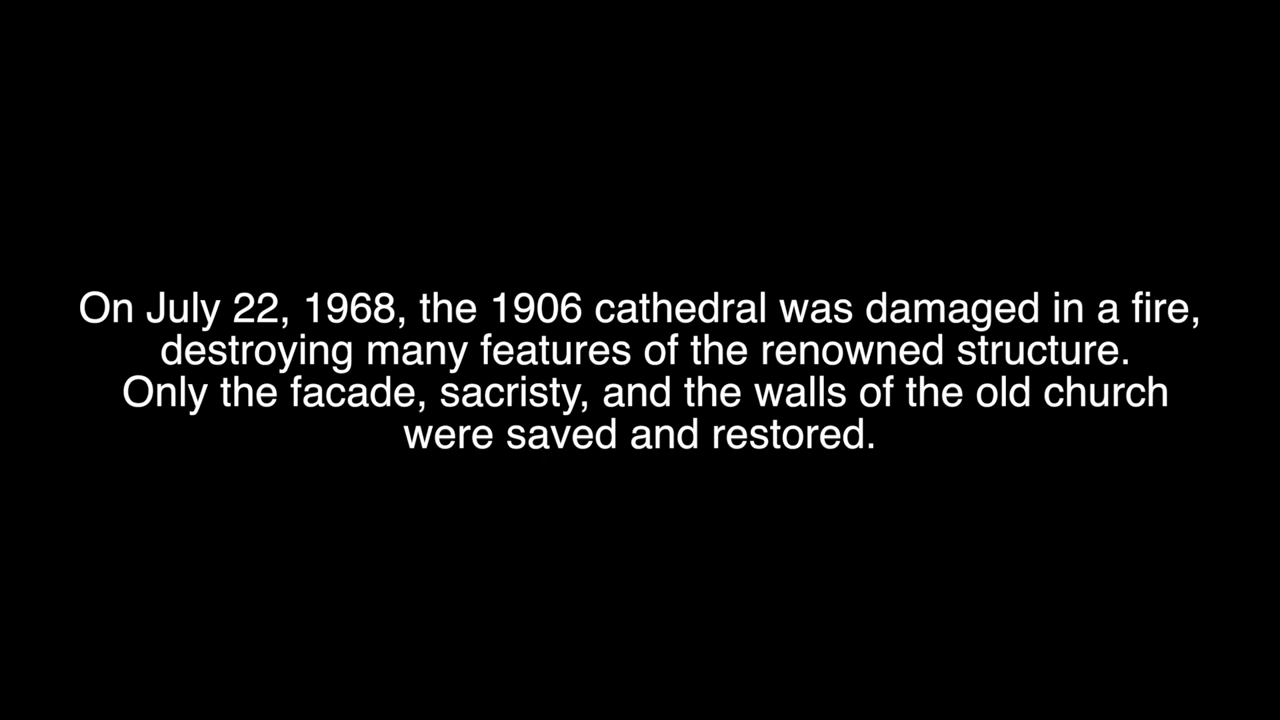 On July 22, 1968, the 1906 cathedral was damaged in a fire,
destroying many features of the renowned structure.
Only the facade, sacristy, and the walls of the old church
were saved and restored.